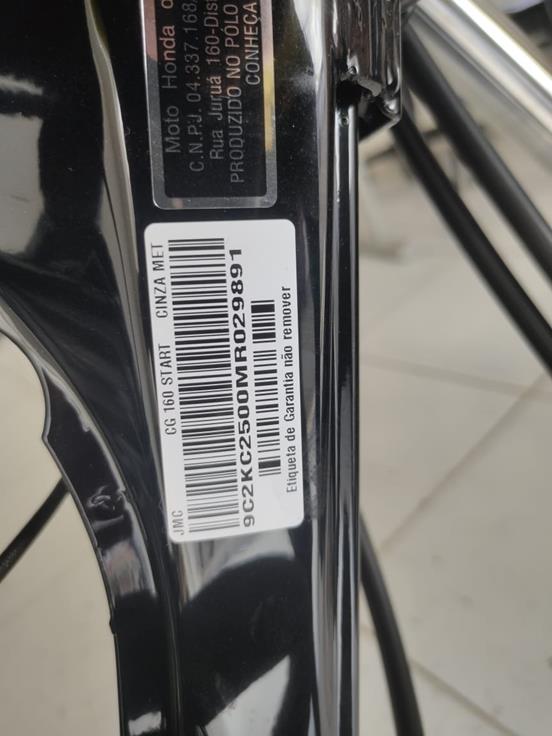 Moto Honda
C.N.P.J. 04.337.168
Rua Juruá 160-Dis
PRODUZIDO NO PÓLO
CONHEÇA
JMC CG 160 START CINZA MET
9C2KC2500MR029891
Etiqueta de Garantia não remover